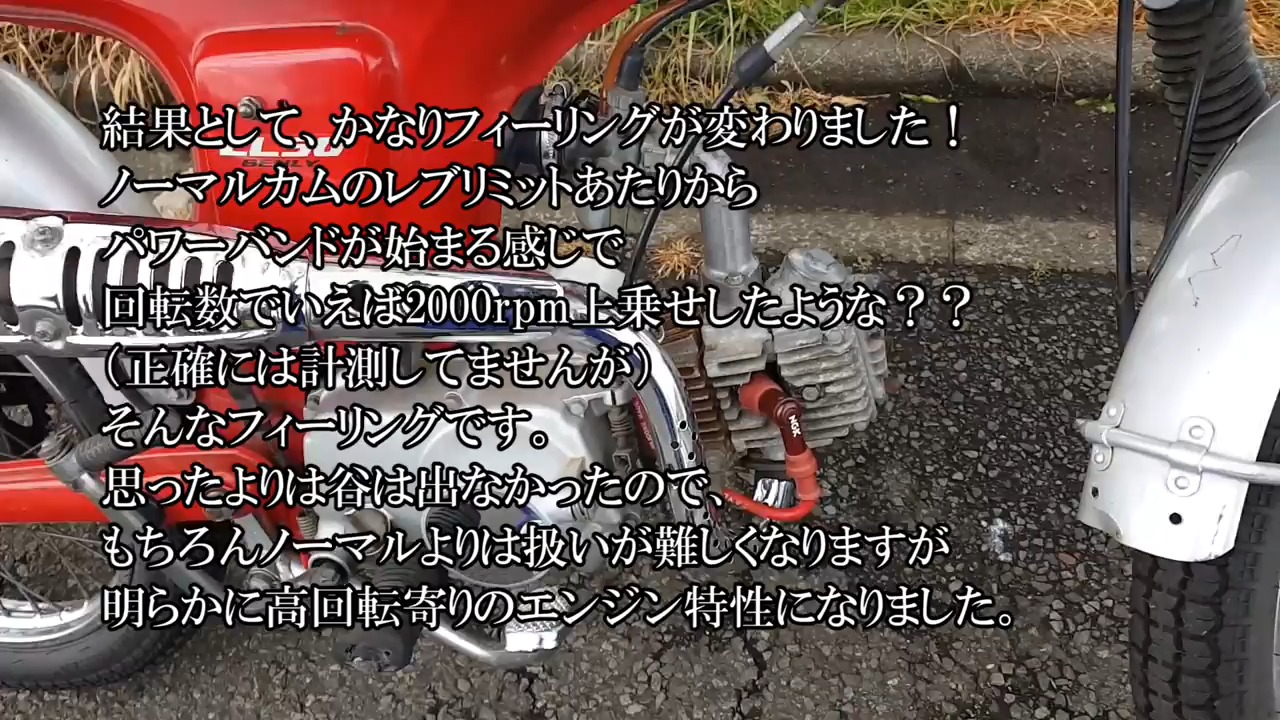 結果として、かなりフィーリングが変わりました！
ノーマルカムのレブリミットあたりから
パワーバンドが始まる感じで
回転数でいえば2000rpm上乗せしたような？？
（正確には計測してませんが）
そんなフィーリングです。
思ったよりは谷は出なかったので、
もちろんノーマルよりは扱いが難しくなりますが
明らかに高回転寄りのエンジン特性になりました。
BENLY
NGK